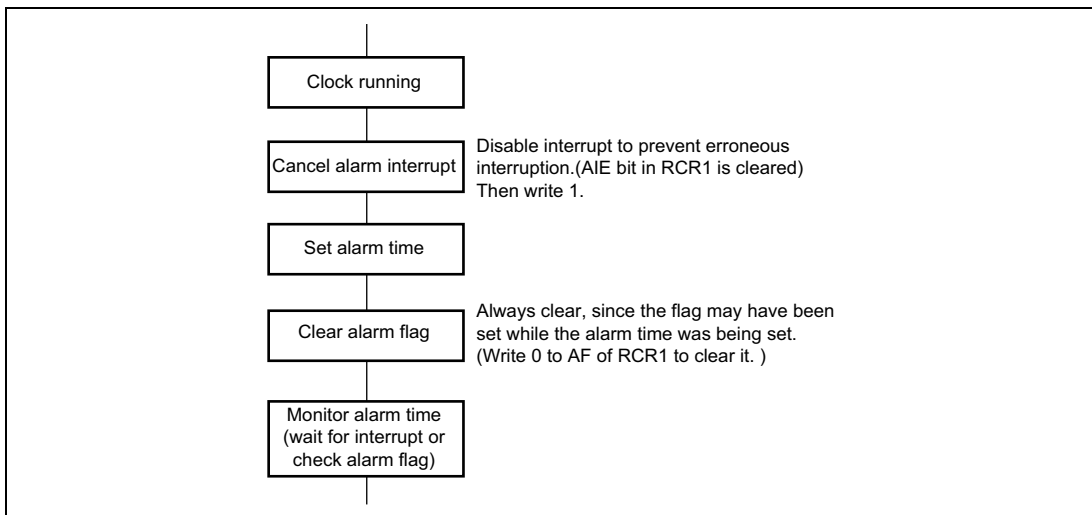 Clock running
Cancel alarm interrupt
Disable interrupt to prevent erroneous
interruption.(AIE bit in RCR1 is cleared)
Then write 1.
Set alarm time
Clear alarm flag
Always clear, since the flag may have been
set while the alarm time was being set.
(Write 0 to AF of RCR1 to clear it. )
Monitor alarm time
(wait for interrupt or
check alarm flag)